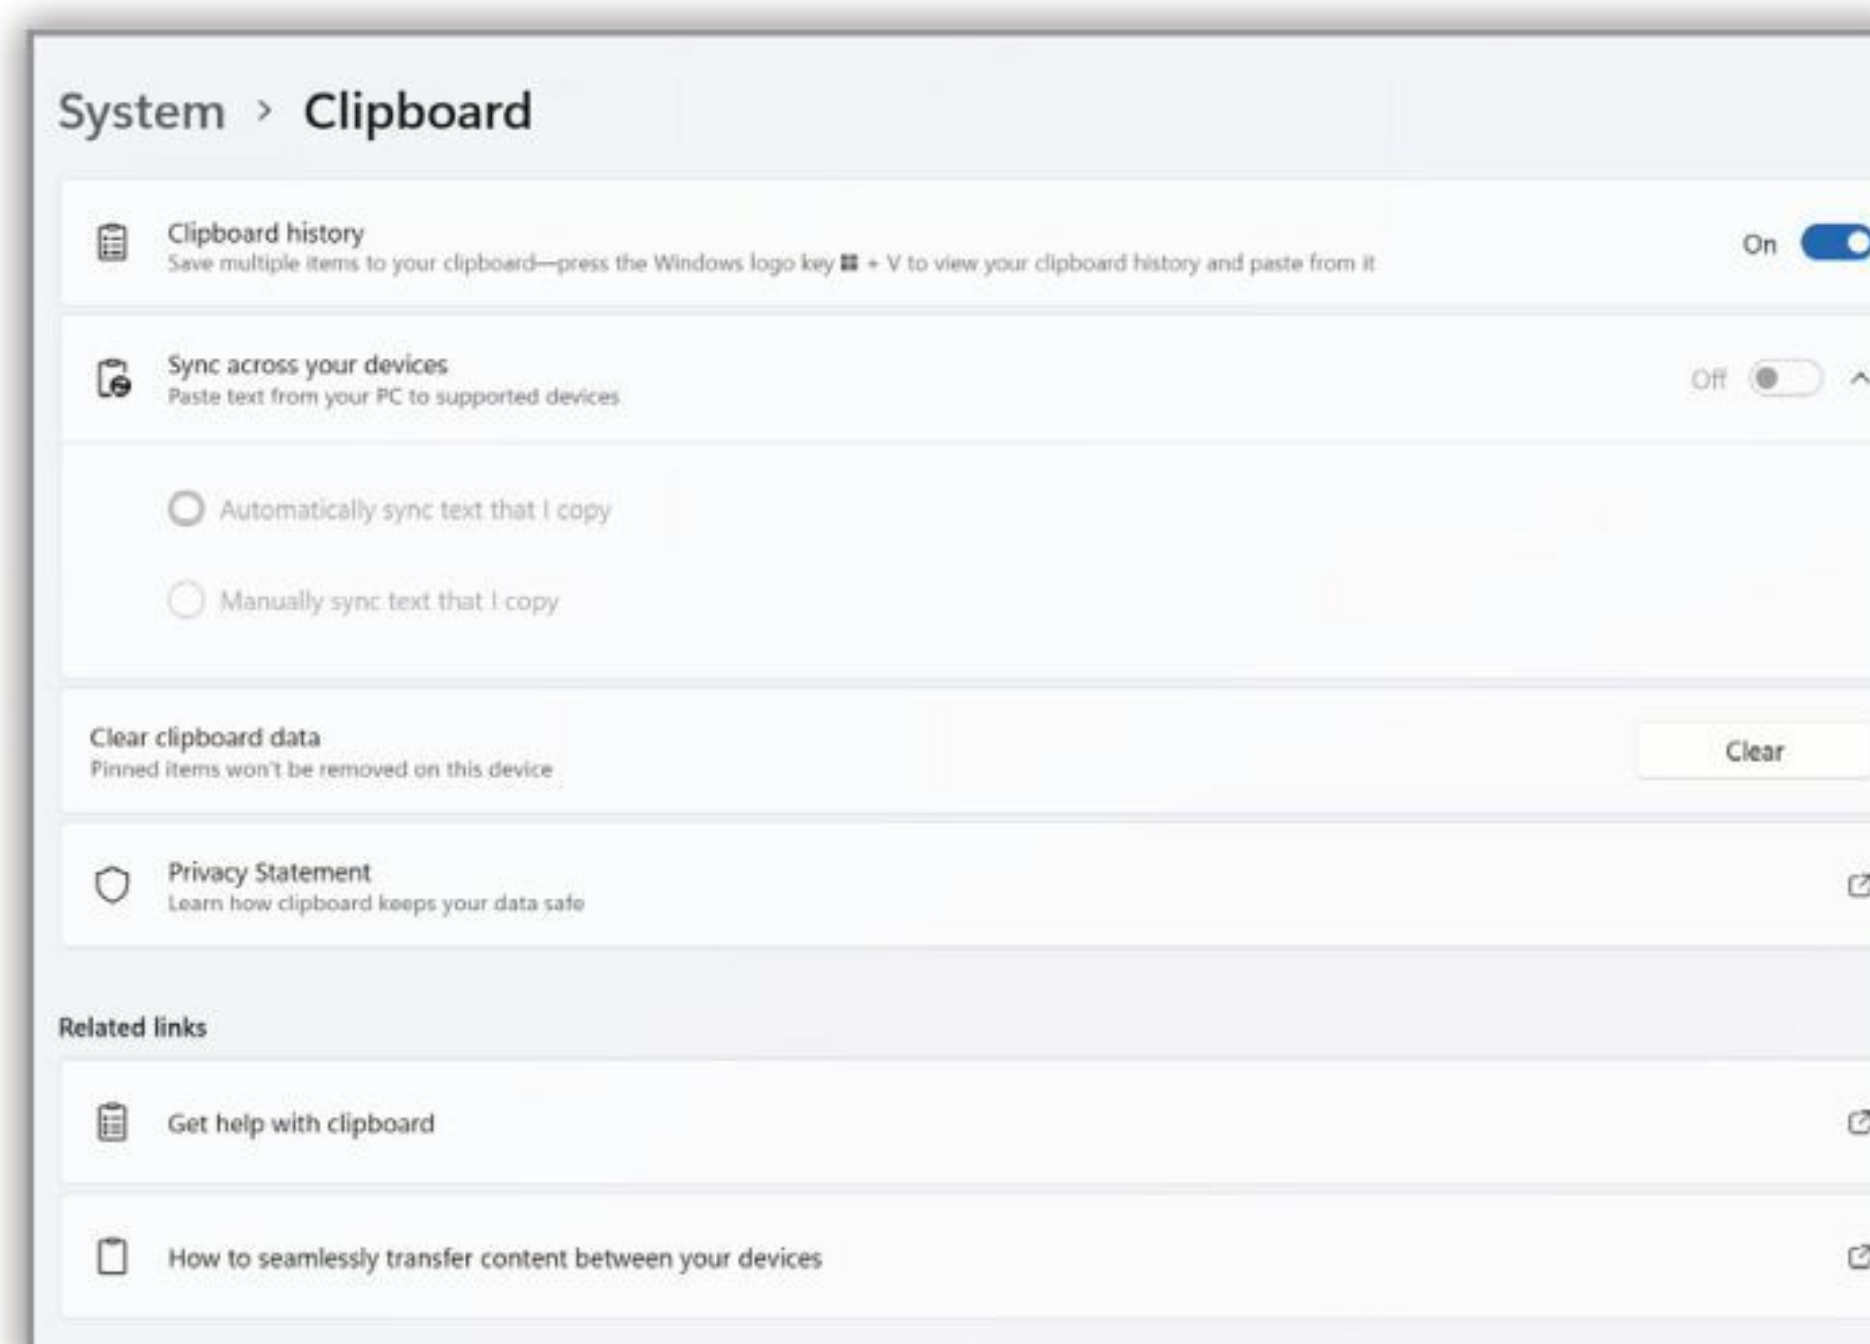 System > Clipboard
Clipboard history
Save multiple items to your clipboard—press the Windows logo key + V to view your clipboard history and paste from it
On
Sync across your devices
Paste text from your PC to supported devices
Off
Automatically sync text that I copy
Manually sync text that I copy
Clear clipboard data
Pinned items won't be removed on this device
Clear
Privacy Statement
Learn how clipboard keeps your data safe
Related links
Get help with clipboard
How to seamlessly transfer content between your devices